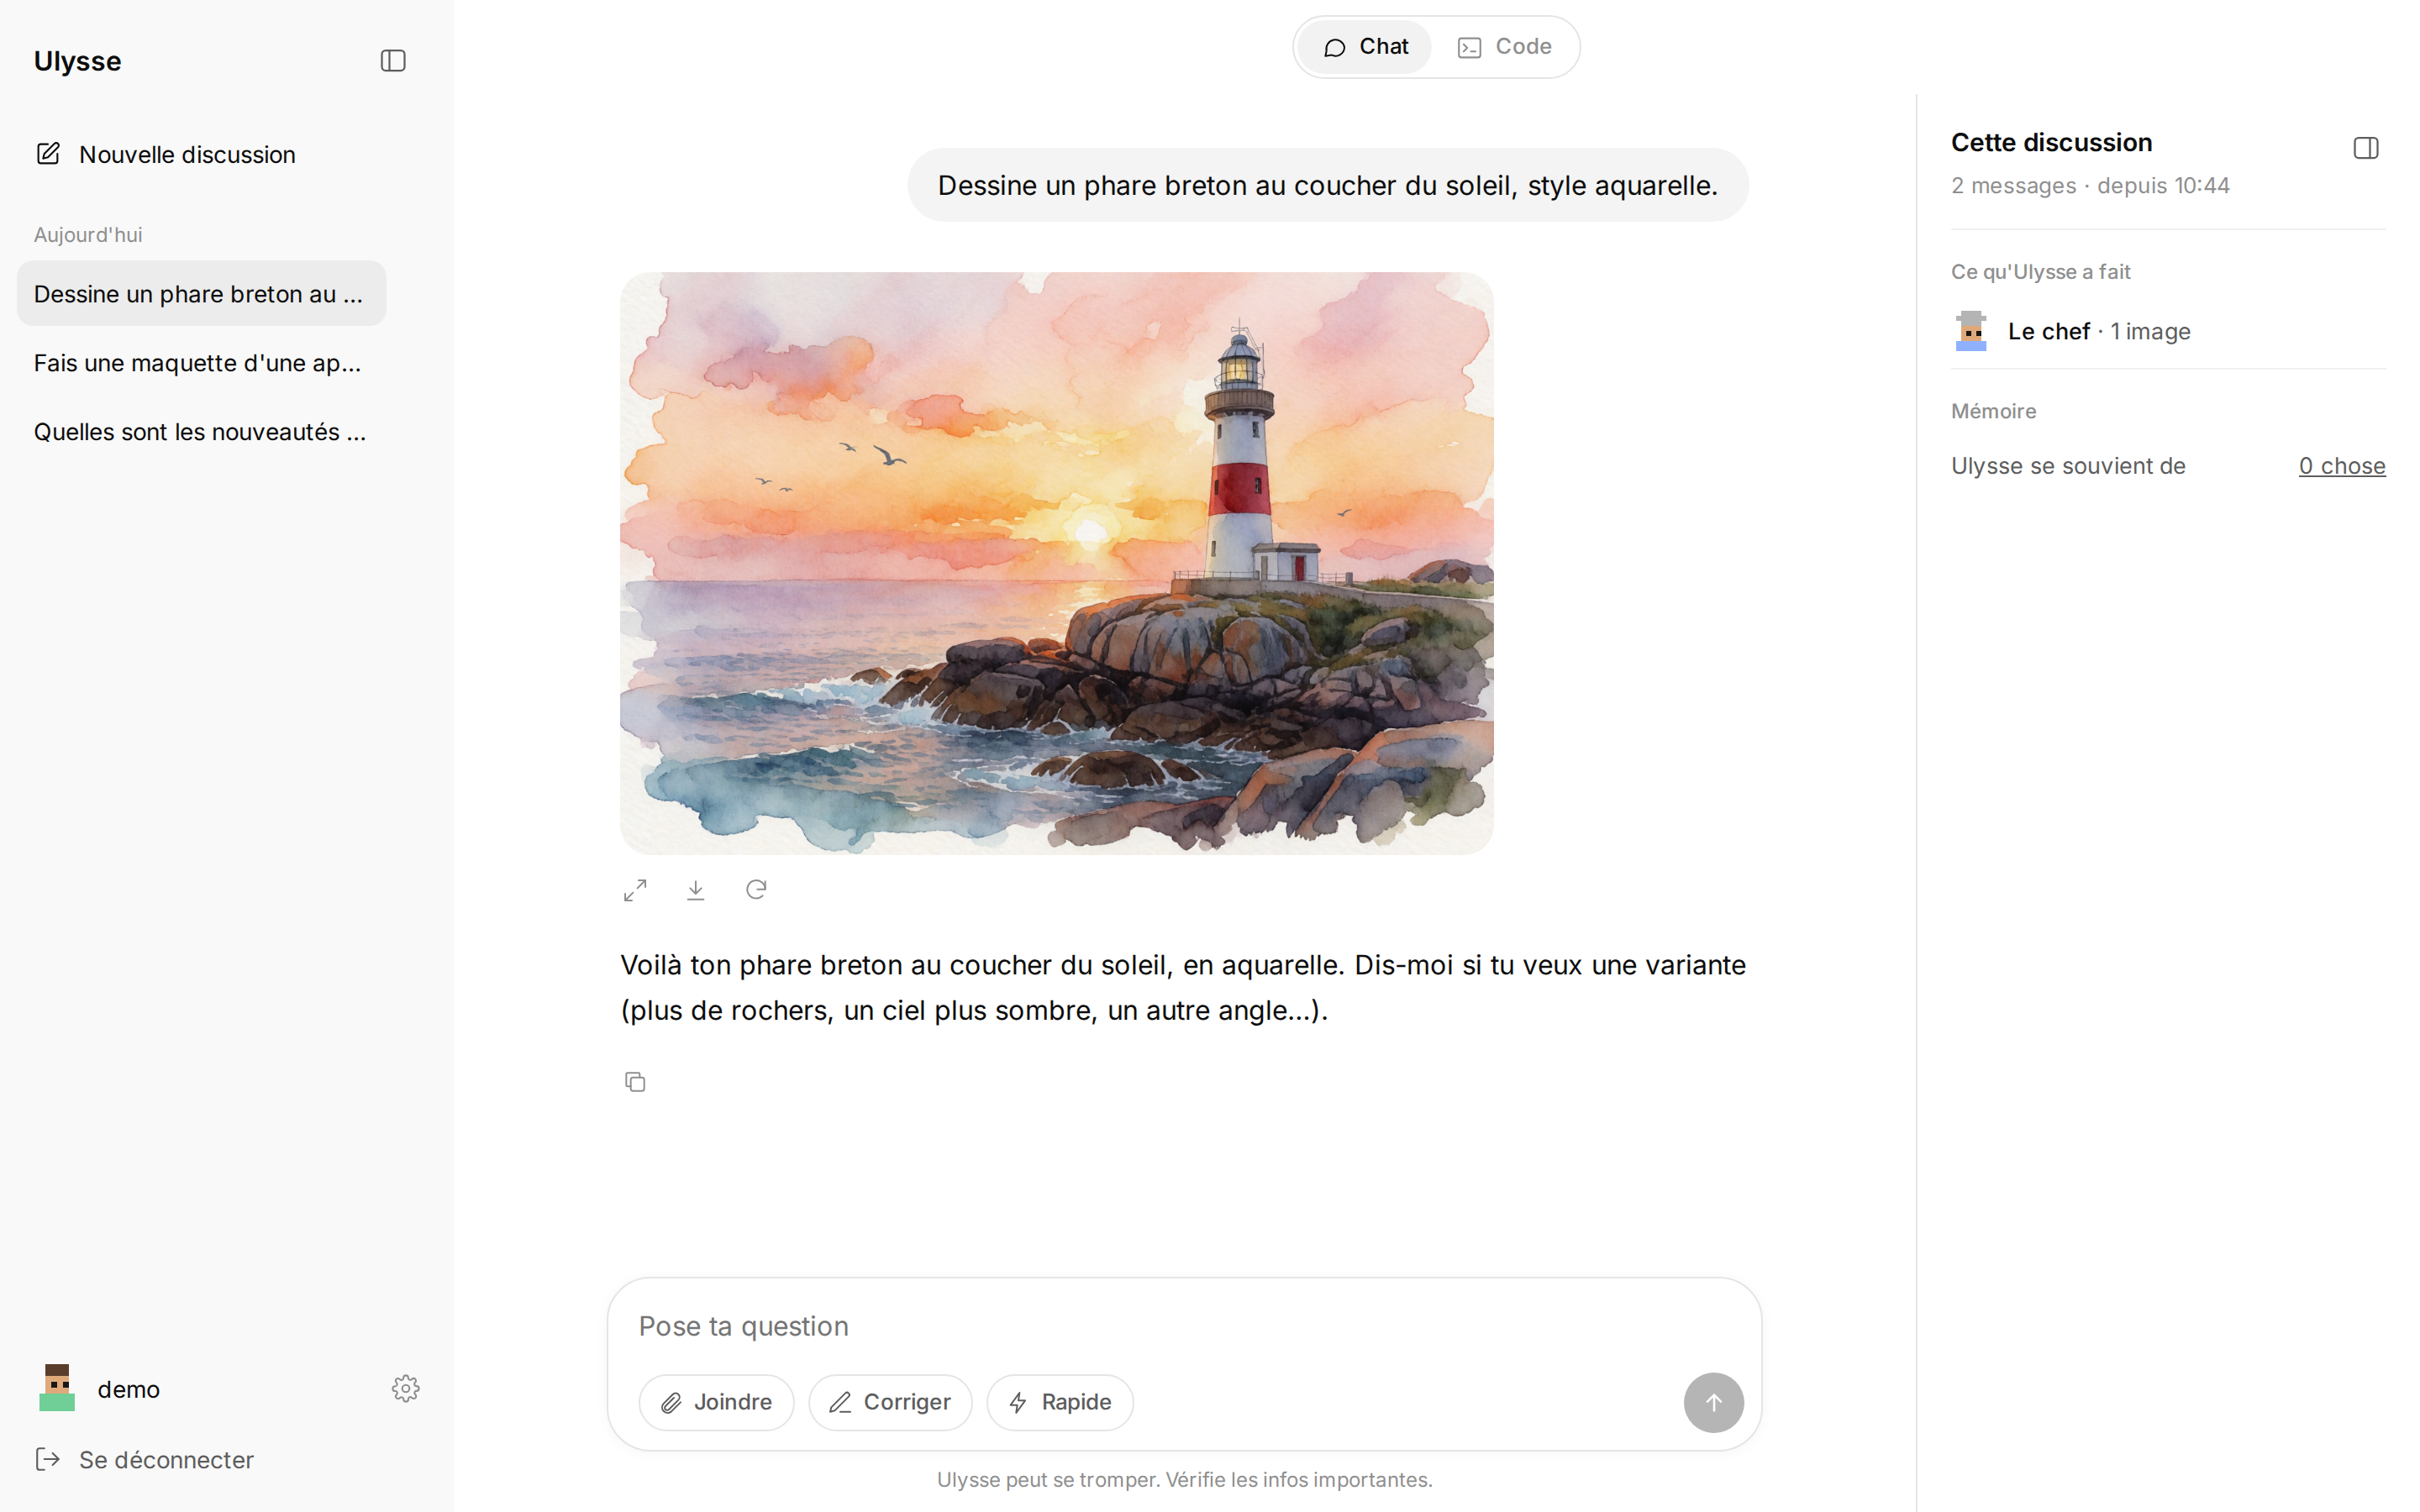 Ulysse
Nouvelle discussion
Aujourd'hui
Dessine un phare breton au ...
Fais une maquette d'une ap...
Quelles sont les nouveautés ...
demo
Se déconnecter
Chat
Code
Dessine un phare breton au coucher du soleil, style aquarelle.
Voilà ton phare breton au coucher du soleil, en aquarelle. Dis-moi si tu veux une variante
(plus de rochers, un ciel plus sombre, un autre angle…).
Pose ta question
Joindre
Corriger
Rapide
Ulysse peut se tromper. Vérifie les infos importantes.
Cette discussion
2 messages · depuis 10:44
Ce qu'Ulysse a fait
Le chef · 1 image
Mémoire
Ulysse se souvient de 0 chose